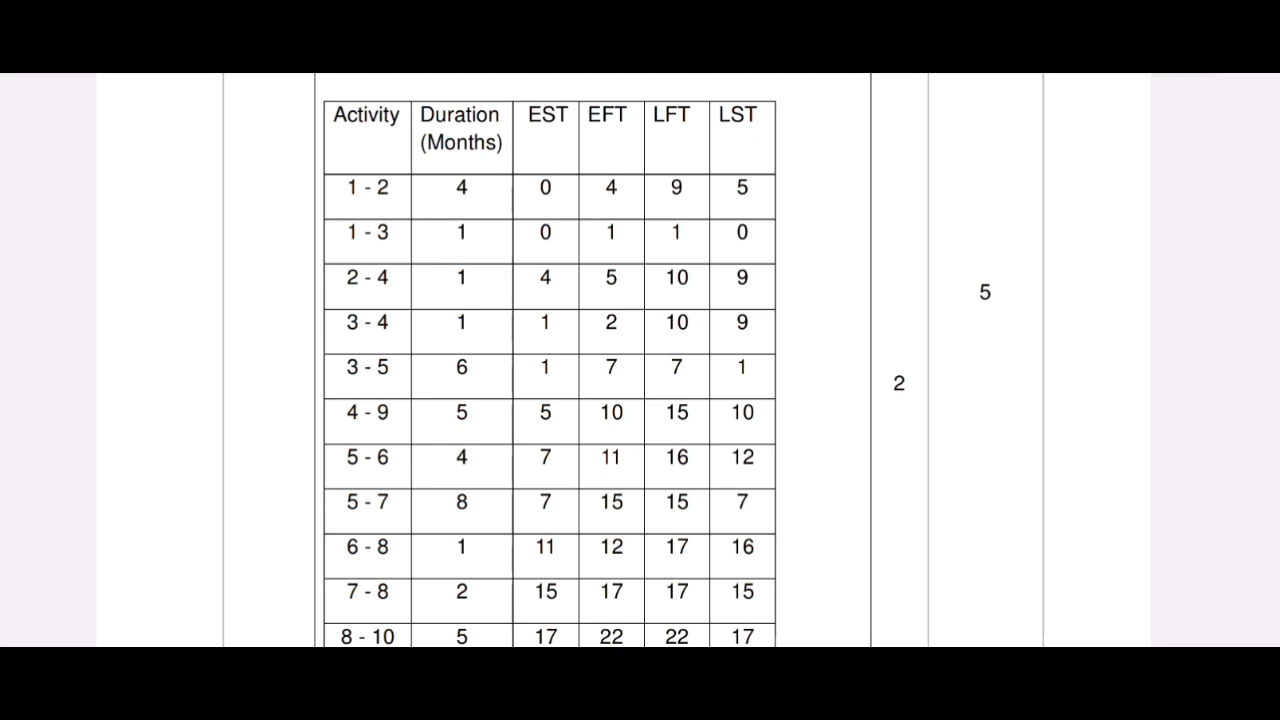 Activity Duration (Months) EST EFT LFT LST
1 - 2 4 0 4 9 5
1 - 3 1 0 1 1 0
2 - 4 1 4 5 10 9
3 - 4 1 1 2 10 9
3 - 5 6 1 7 7 1
4 - 9 5 5 10 15 10
5 - 6 4 7 11 16 12
5 - 7 8 7 15 15 7
6 - 8 1 11 12 17 16
7 - 8 2 15 17 17 15
8 - 10 5 17 22 22 17
2
5